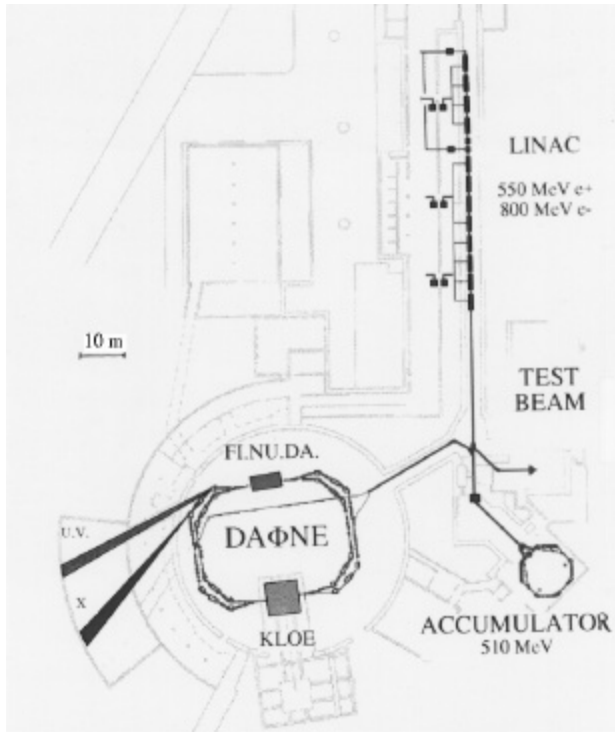 LINAC
550 MeV e+
800 MeV e-
10 m
TEST
BEAM
FI.NU.DA.
U.V.
DAΦNE
X
KLOE
ACCUMULATOR
510 MeV